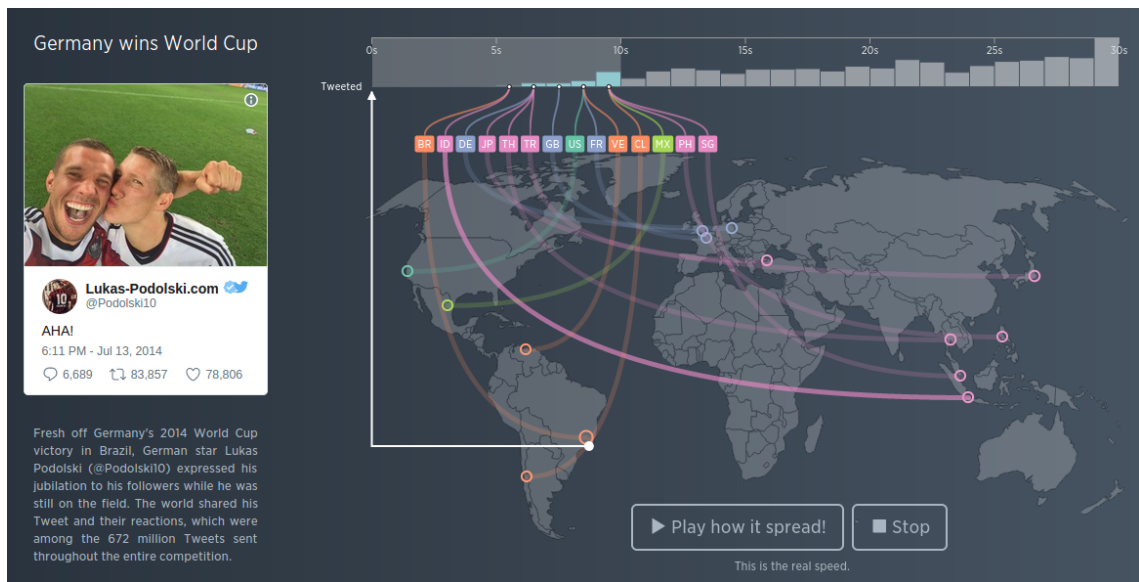 Germany wins World Cup
0s 5s 10s 15s 20s 25s 30s
Tweeted
BR ID DE JP TH TR GB US FR VE CL MX PH SG
10
Lukas-Podolski.com
@Podolski10
AHA!
6:11 PM - Jul 13, 2014
6,689 83,857 78,806
Fresh off Germany's 2014 World Cup
victory in Brazil, German star Lukas
Podolski (@Podolski10) expressed his
jubilation to his followers while he was
still on the field. The world shared his
Tweet and their reactions, which were
among the 672 million Tweets sent
throughout the entire competition.
Play how it spread!
Stop
This is the real speed.